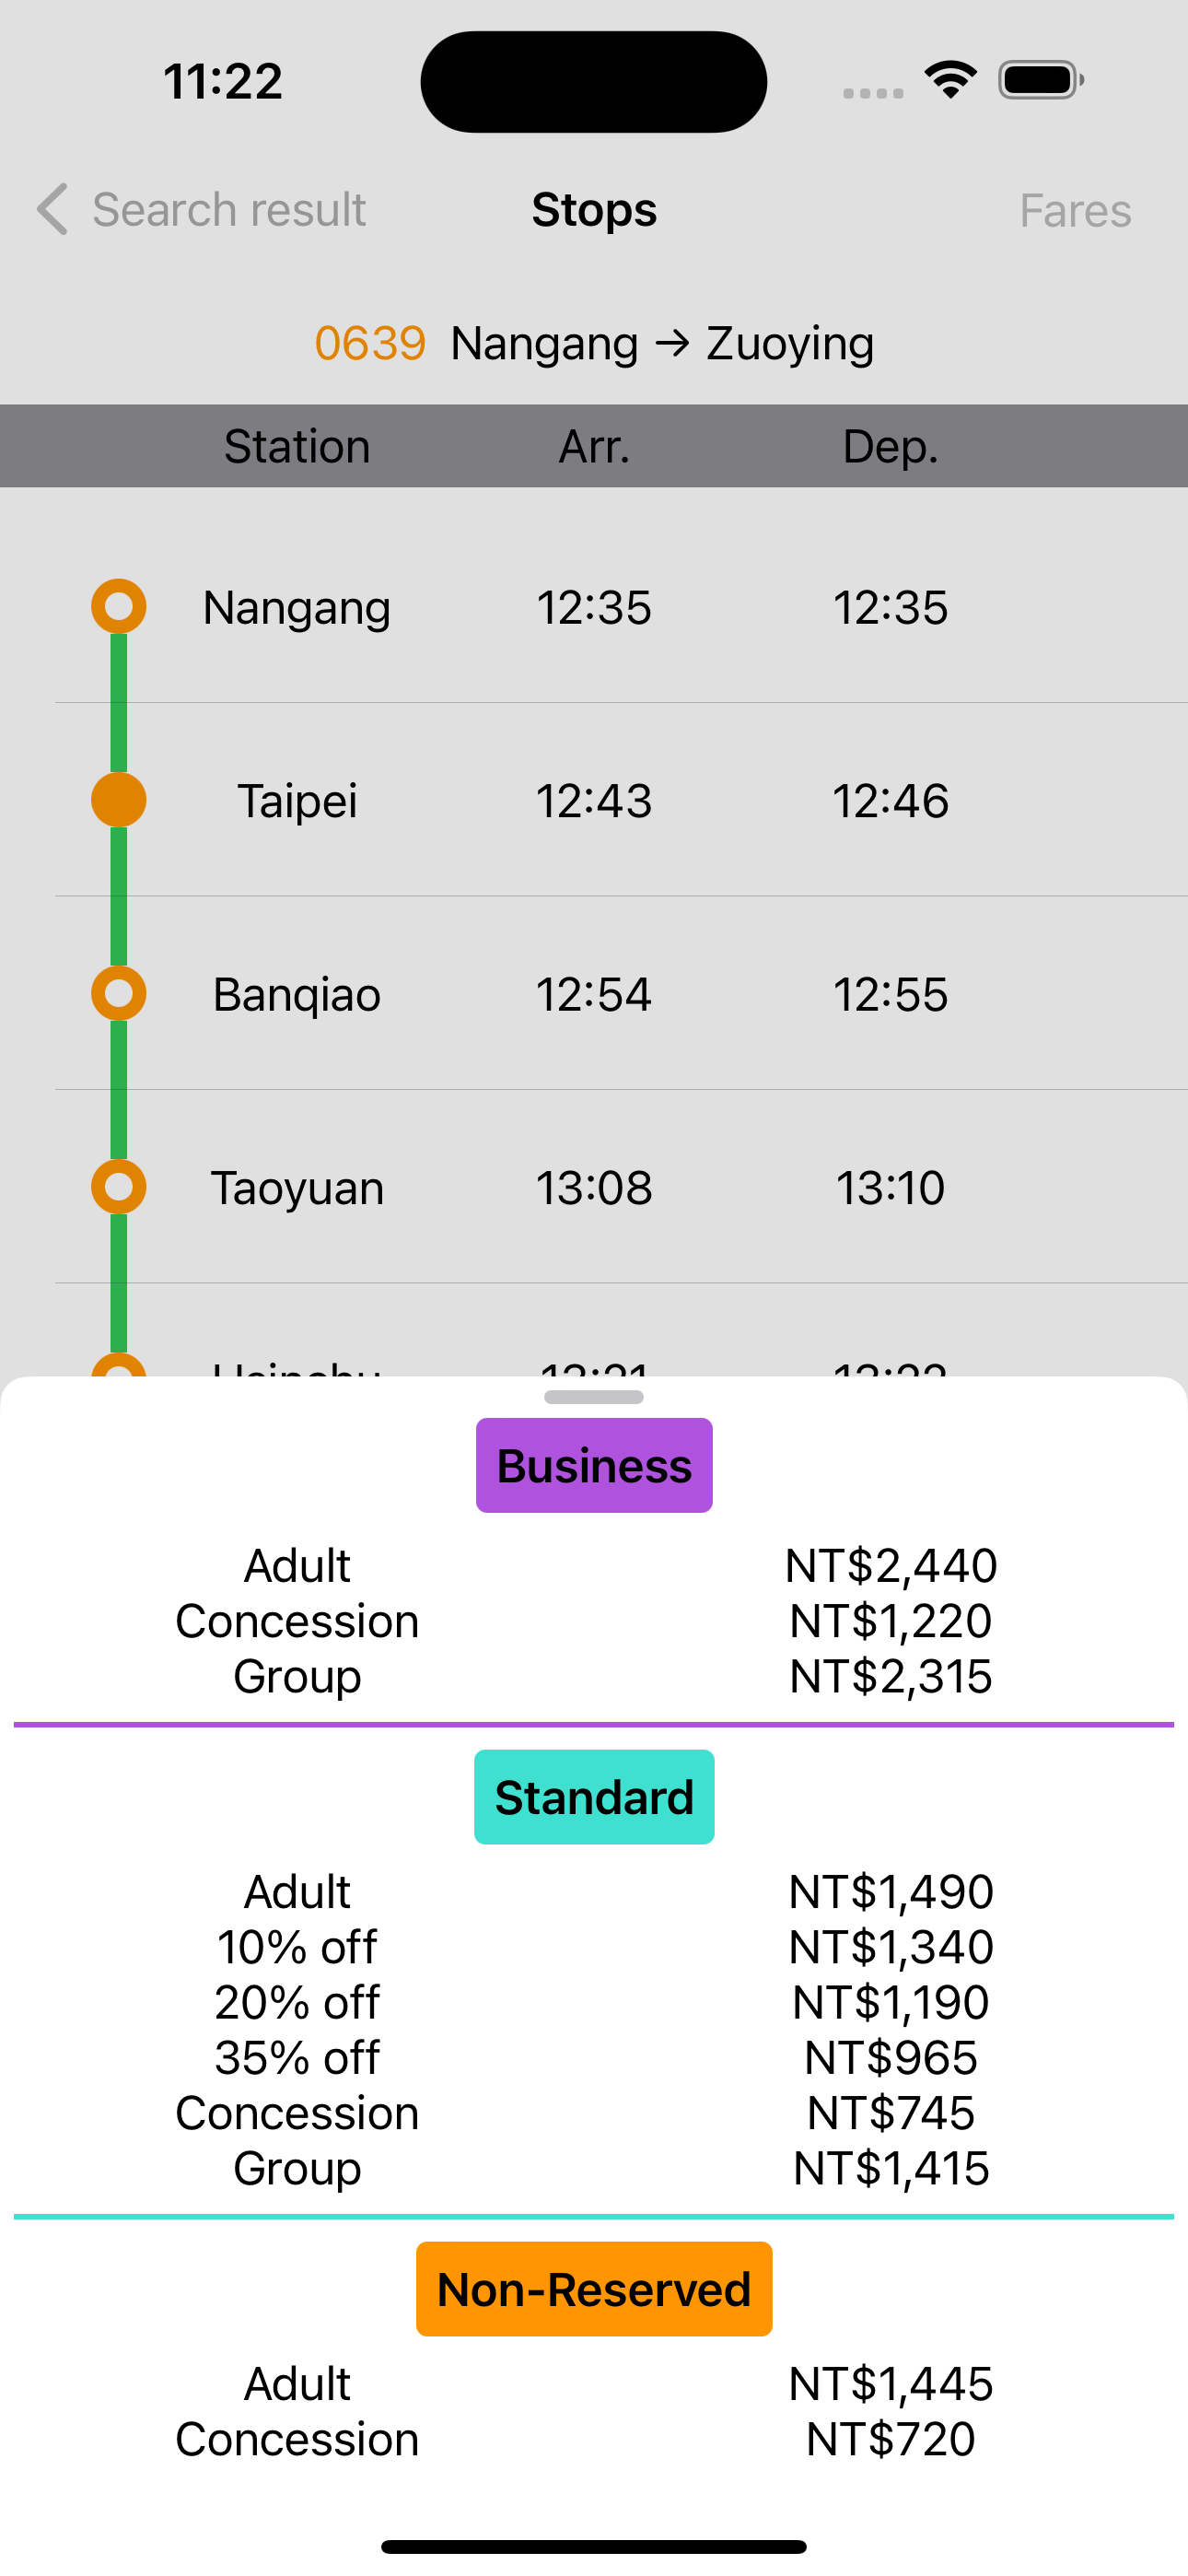 11:22
Search result Stops Fares
0639 Nangang → Zuoying
Station Arr. Dep.
Nangang 12:35 12:35
Taipei 12:43 12:46
Banqiao 12:54 12:55
Taoyuan 13:08 13:10
Business
Adult NT$2,440
Concession NT$1,220
Group NT$2,315
Standard
Adult NT$1,490
10% off NT$1,340
20% off NT$1,190
35% off NT$965
Concession NT$745
Group NT$1,415
Non-Reserved
Adult NT$1,445
Concession NT$720